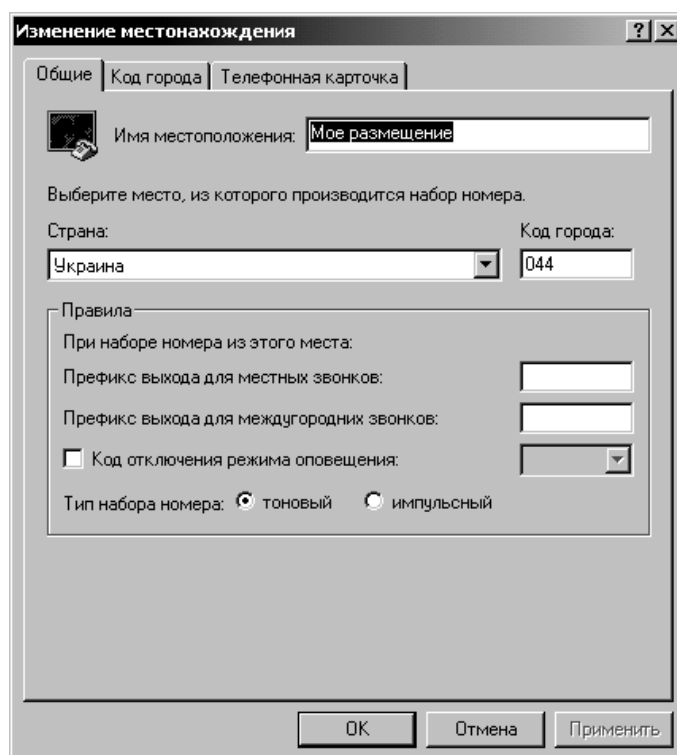 Изменение местонахождения
Общие Код города Телефонная карточка
Имя местоположения: Мое размещение
Выберите место, из которого производится набор номера.
Страна: Код города:
Украина 044
Правила
При наборе номера из этого места:
Префикс выхода для местных звонков:
Префикс выхода для междугородних звонков:
Код отключения режима оповещения:
Тип набора номера: тоновый импульсный
OK Отмена Применить